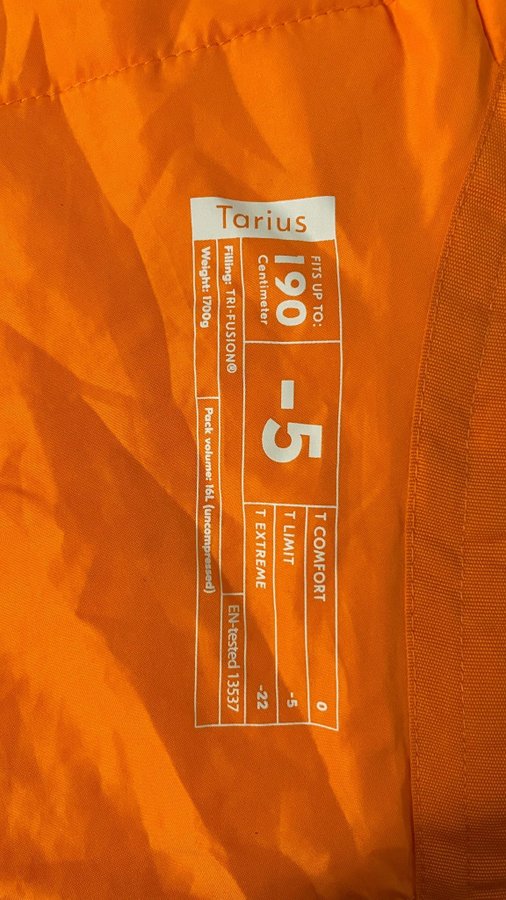 Tarius
FITS UP TO:
190
Centimeter
-5
T COMFORT 0
T LIMIT -5
T EXTREME -22
Filling: TRI-FUSION®
EN-tested 13537
Weight: 1700g
Pack volume: 16L (uncompressed)